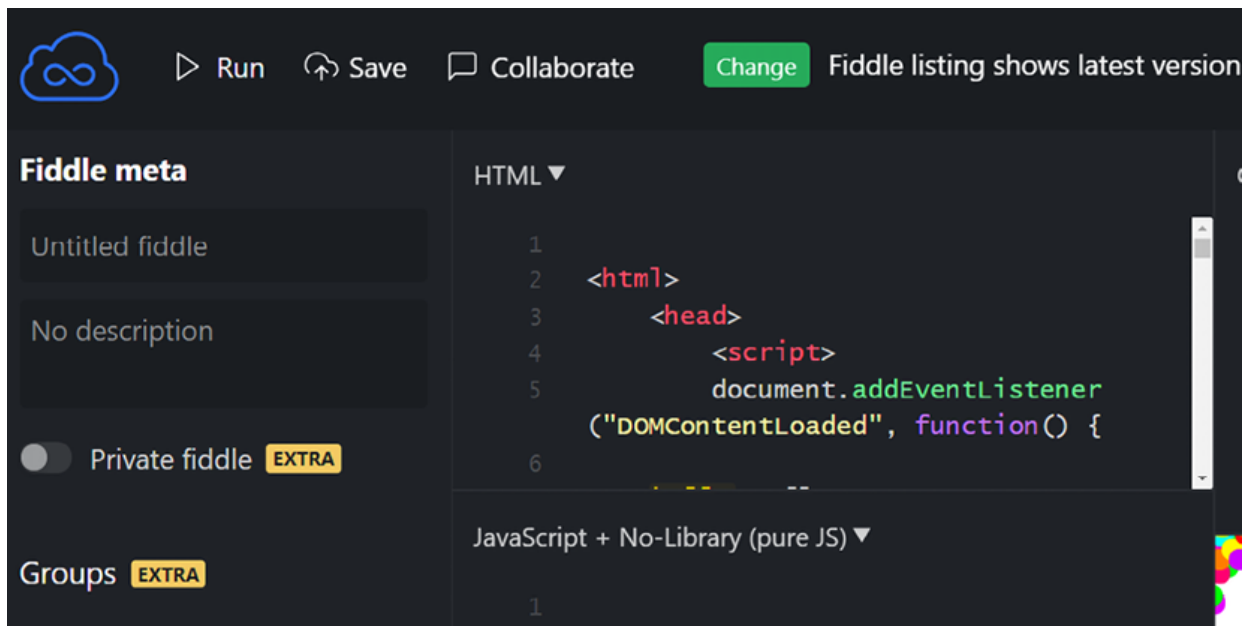 Run Save Collaborate Change Fiddle listing shows latest version
Fiddle meta
Untitled fiddle
No description
Private fiddle EXTRA
Groups EXTRA
HTML ▼
1
2 <html>
3 <head>
4 <script>
5 document.addEventListener
("DOMContentLoaded", function() {
6
JavaScript + No-Library (pure JS) ▼
1